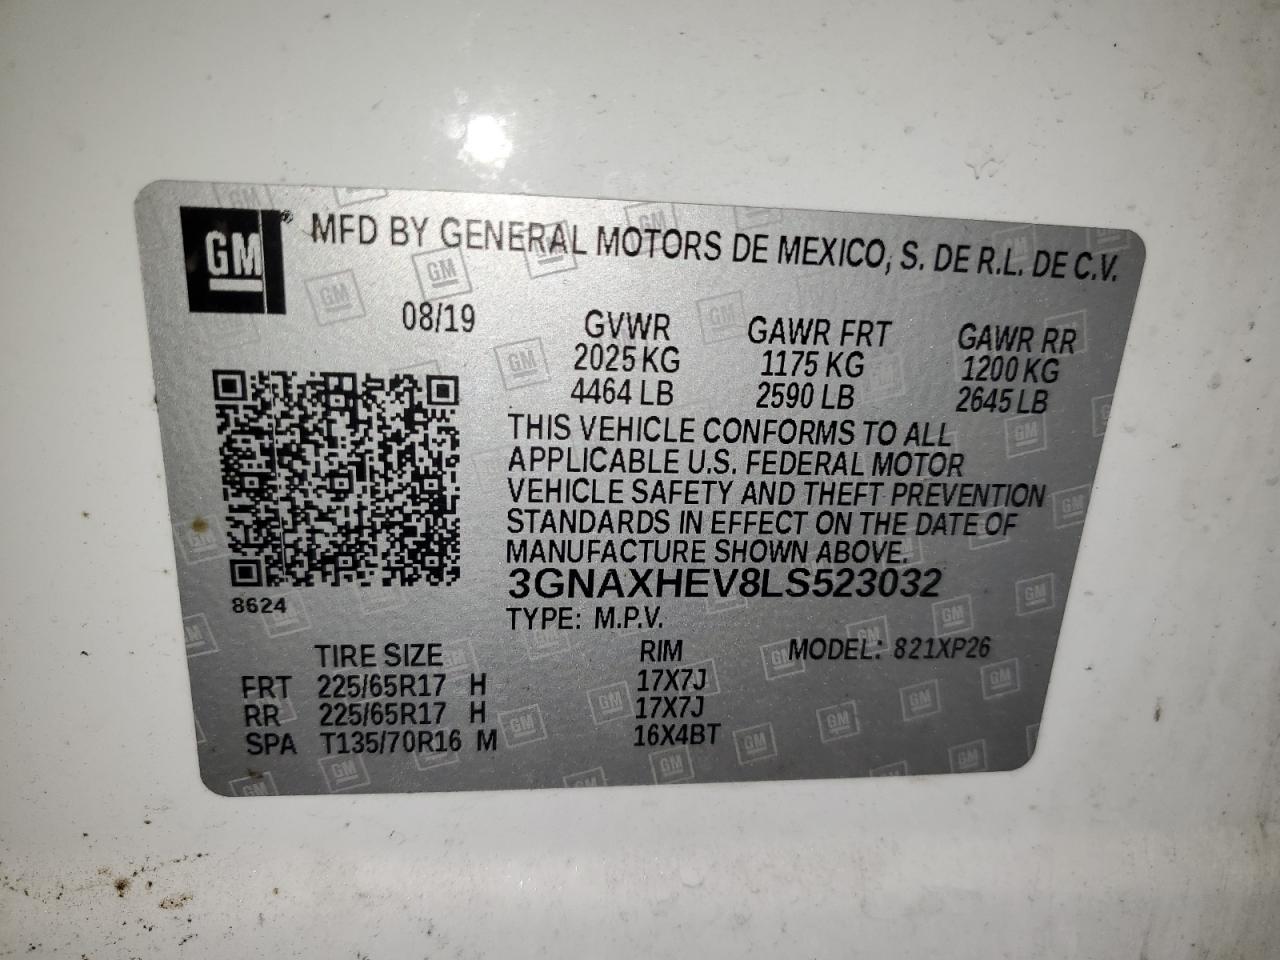 GM® MFD BY GENERAL MOTORS DE MEXICO, S. DE R.L. DE C.V.
08/19 GVWR GAWR FRT GAWR RR
2025 KG 1175 KG 1200 KG
4464 LB 2590 LB 2645 LB
THIS VEHICLE CONFORMS TO ALL
APPLICABLE U.S. FEDERAL MOTOR
VEHICLE SAFETY AND THEFT PREVENTION
STANDARDS IN EFFECT ON THE DATE OF
MANUFACTURE SHOWN ABOVE.
3GNAXHEV8LS523032
8624
TYPE: M.P.V.
TIRE SIZE RIM MODEL: 821XP26
FRT 225/65R17 H 17X7J
RR 225/65R17 H 17X7J
SPA T135/70R16 M 16X4BT